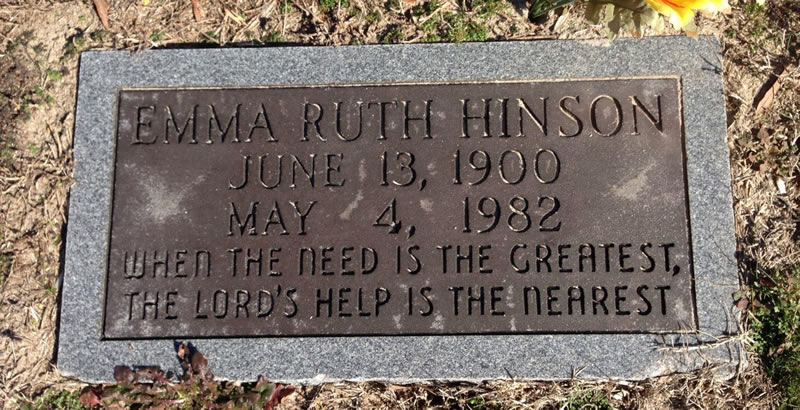 EMMA RUTH HINSON
JUNE 13, 1900
MAY 4, 1982
WHEN THE NEED IS THE GREATEST,
THE LORD'S HELP IS THE NEAREST